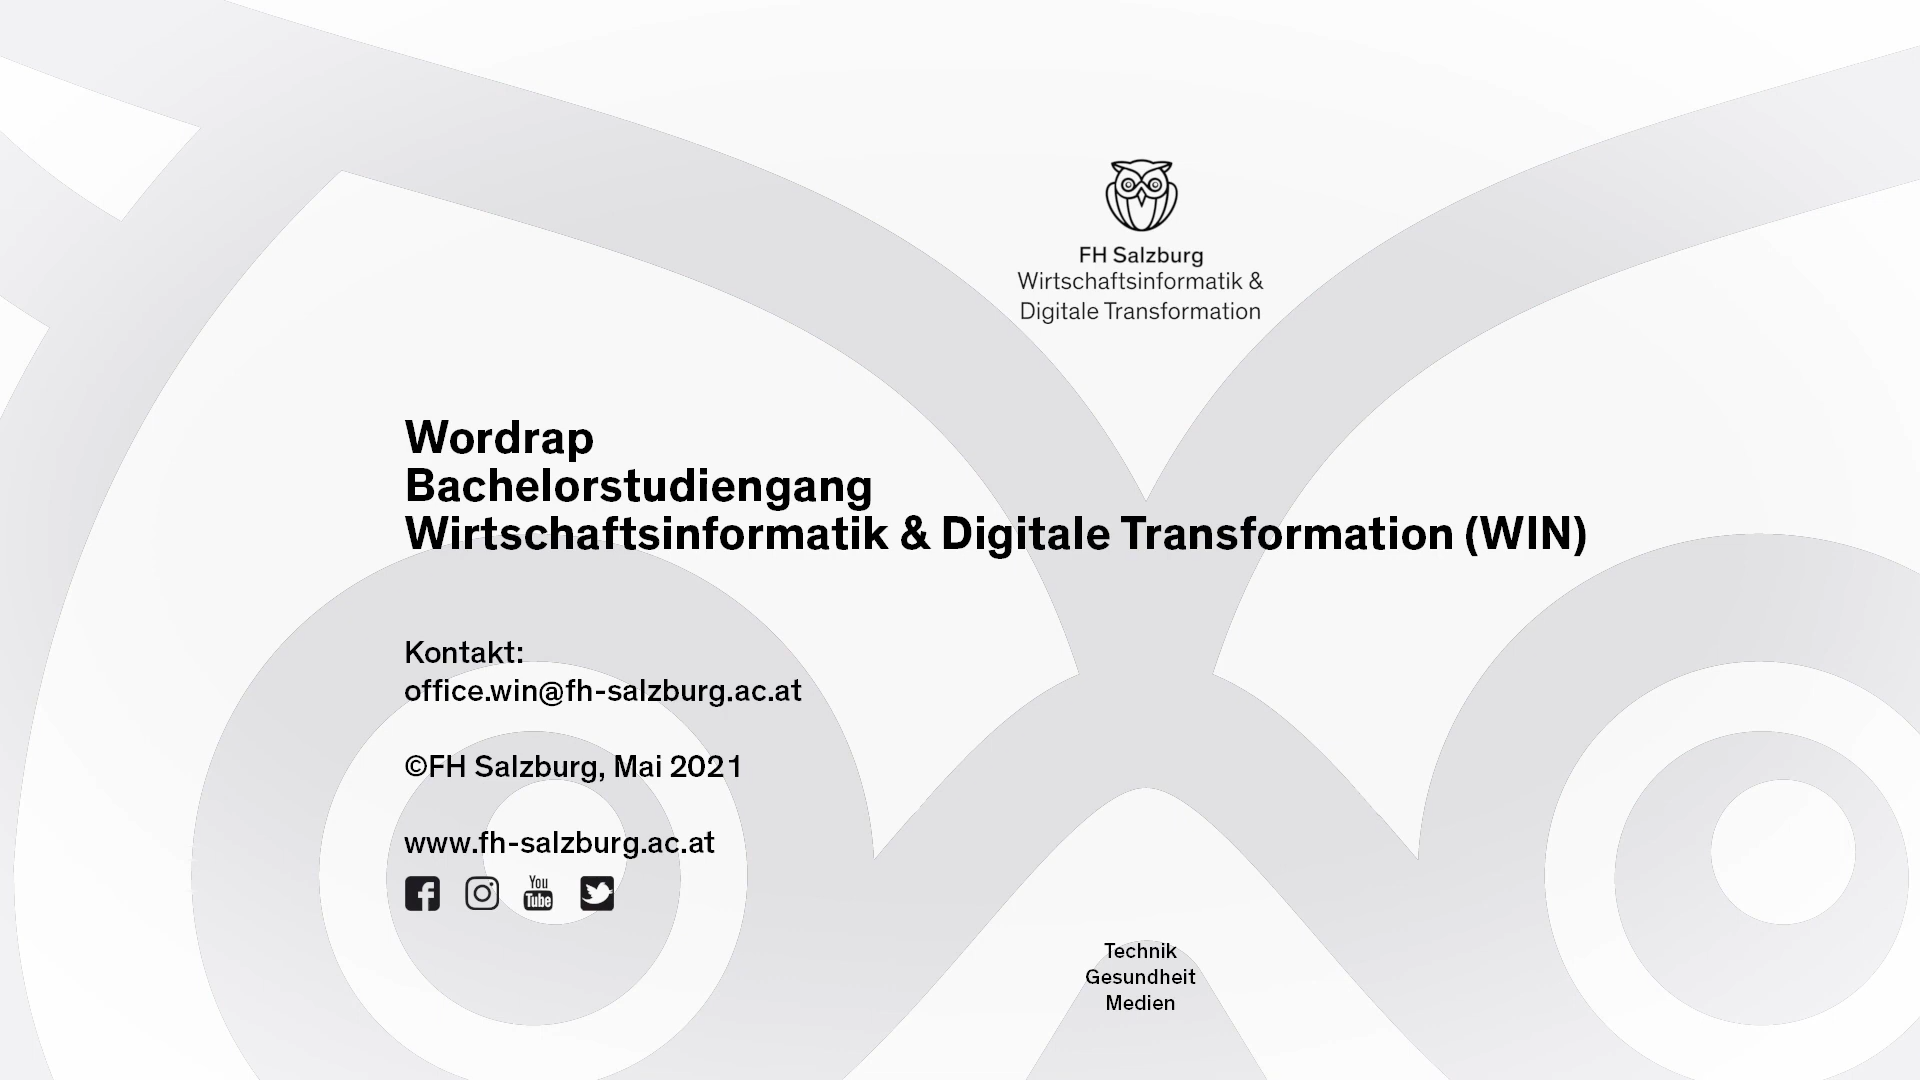 FH Salzburg
Wirtschaftsinformatik &
Digitale Transformation
Wordrap
Bachelorstudiengang
Wirtschaftsinformatik & Digitale Transformation (WIN)
Kontakt:
office.win@fh-salzburg.ac.at
©FH Salzburg, Mai 2021
www.fh-salzburg.ac.at
You
Tube
Technik
Gesundheit
Medien